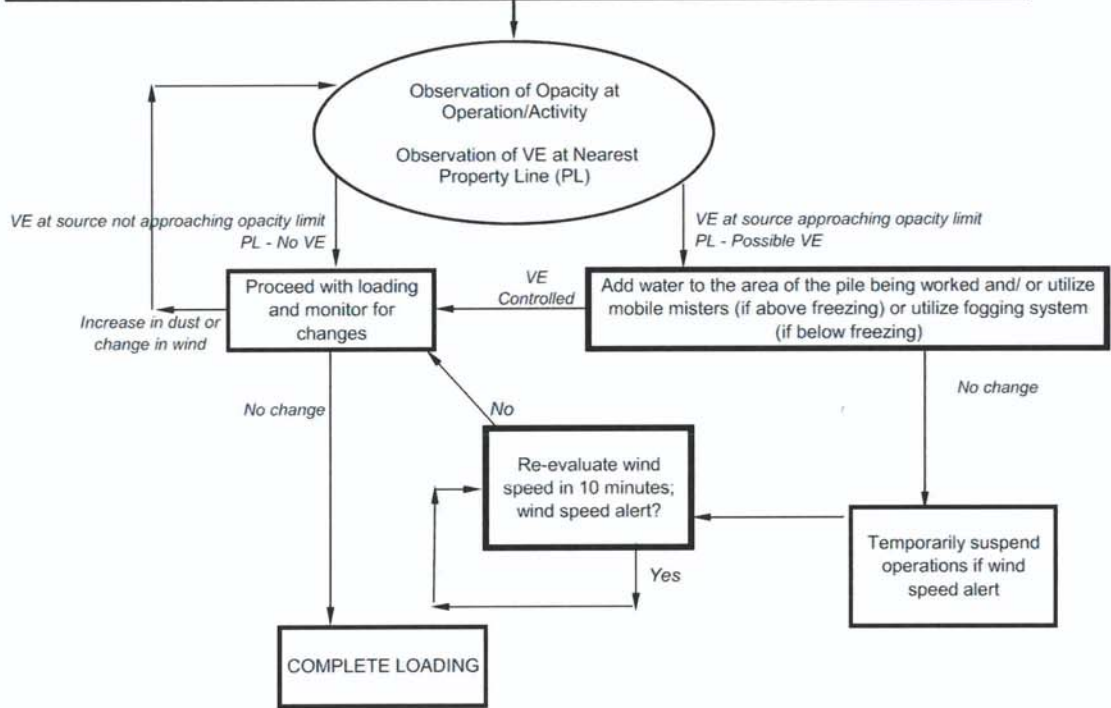 Observation of Opacity at
Operation/Activity
Observation of VE at Nearest
Property Line (PL)
VE at source not approaching opacity limit
PL - No VE
VE at source approaching opacity limit
PL - Possible VE
Proceed with loading
and monitor for
changes
VE
Controlled
Add water to the area of the pile being worked and/ or utilize
mobile misters (if above freezing) or utilize fogging system
(if below freezing)
Increase in dust or
change in wind
No change
No
No change
Re-evaluate wind
speed in 10 minutes;
wind speed alert?
Temporarily suspend
operations if wind
speed alert
Yes
COMPLETE LOADING